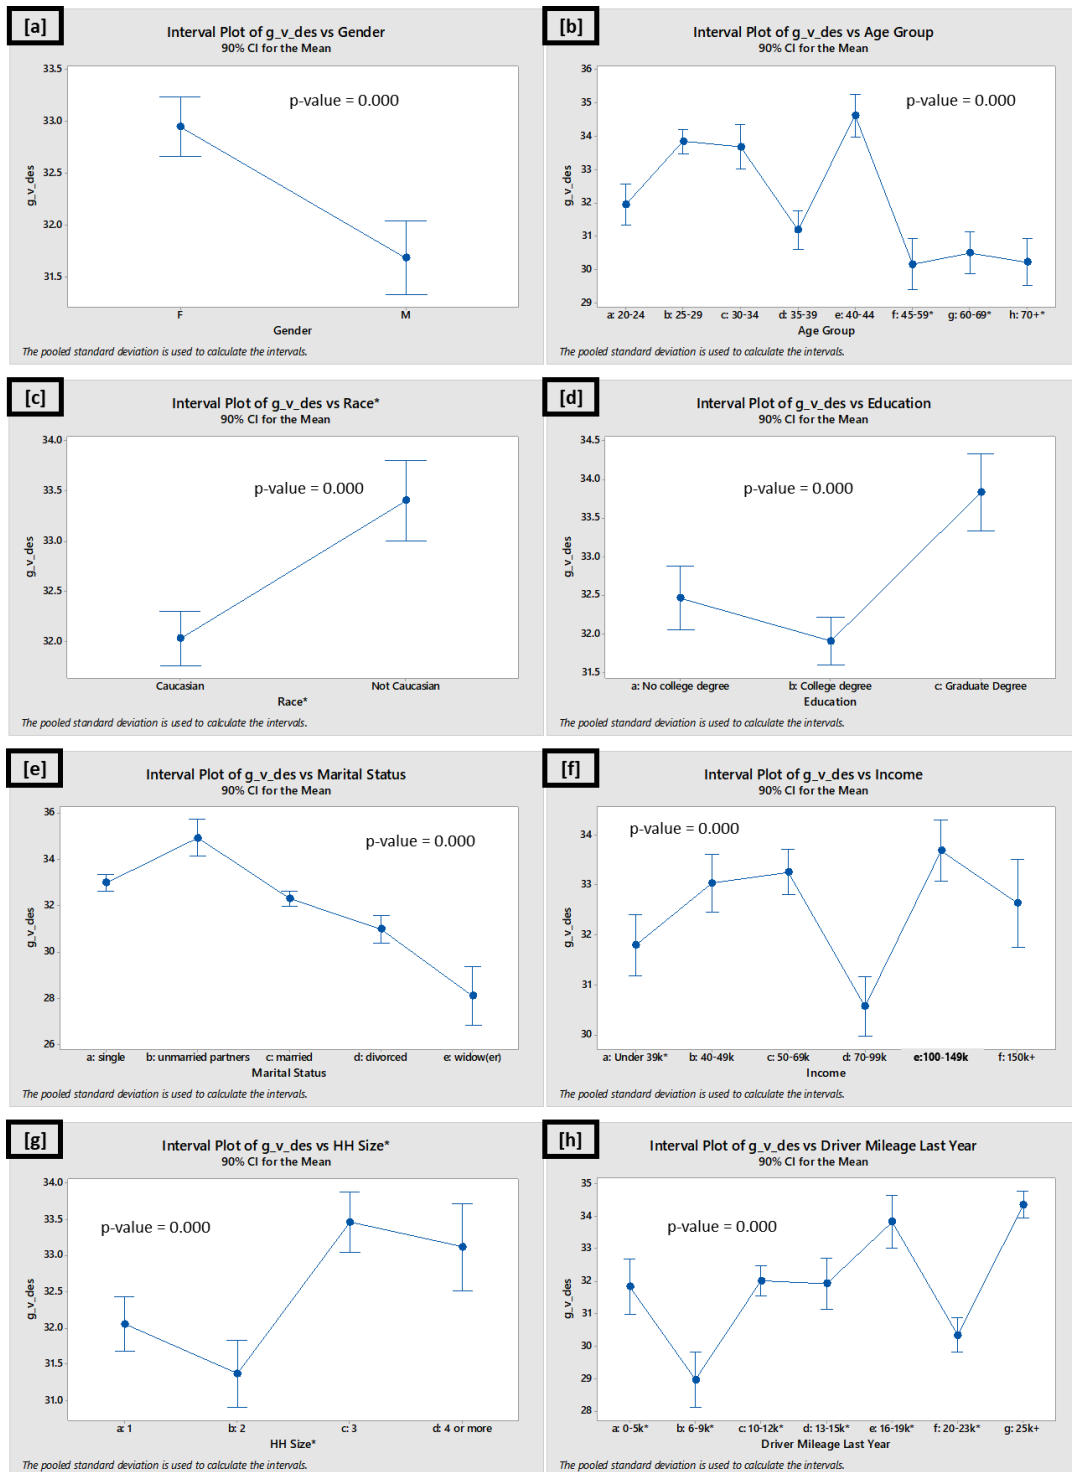 [a]
Interval Plot of g_v_des vs Gender
90% CI for the Mean
p-value = 0.000
33.5
33.0
32.5
32.0
31.5
g_v_des
F M
Gender
The pooled standard deviation is used to calculate the intervals.
[b]
Interval Plot of g_v_des vs Age Group
90% CI for the Mean
p-value = 0.000
36
35
34
33
32
31
30
29
g_v_des
a: 20-24 b: 25-29 c: 30-34 d: 35-39 e: 40-44 f: 45-59* g: 60-69* h: 70+*
Age Group
The pooled standard deviation is used to calculate the intervals.
[c]
Interval Plot of g_v_des vs Race*
90% CI for the Mean
p-value = 0.000
34.0
33.5
33.0
32.5
32.0
g_v_des
Caucasian Not Caucasian
Race*
The pooled standard deviation is used to calculate the intervals.
[d]
Interval Plot of g_v_des vs Education
90% CI for the Mean
p-value = 0.000
34.5
34.0
33.5
33.0
32.5
32.0
31.5
g_v_des
a: No college degree b: College degree c: Graduate Degree
Education
The pooled standard deviation is used to calculate the intervals.
[e]
Interval Plot of g_v_des vs Marital Status
90% CI for the Mean
p-value = 0.000
36
34
32
30
28
26
g_v_des
a: single b: unmarried partners c: married d: divorced e: widow(er)
Marital Status
The pooled standard deviation is used to calculate the intervals.
[f]
Interval Plot of g_v_des vs Income
90% CI for the Mean
p-value = 0.000
34
33
32
31
30
g_v_des
a: Under 39k* b: 40-49k c: 50-69k d: 70-99k e:100-149k f: 150k+
Income
The pooled standard deviation is used to calculate the intervals.
[g]
Interval Plot of g_v_des vs HH Size*
90% CI for the Mean
p-value = 0.000
34.0
33.5
33.0
32.5
32.0
31.5
31.0
g_v_des
a: 1 b: 2 c: 3 d: 4 or more
HH Size*
The pooled standard deviation is used to calculate the intervals.
[h]
Interval Plot of g_v_des vs Driver Mileage Last Year
90% CI for the Mean
p-value = 0.000
35
34
33
32
31
30
29
28
g_v_des
a: 0-5k* b: 6-9k* c: 10-12k* d: 13-15k* e: 16-19k* f: 20-23k* g: 25k+
Driver Mileage Last Year
The pooled standard deviation is used to calculate the intervals.